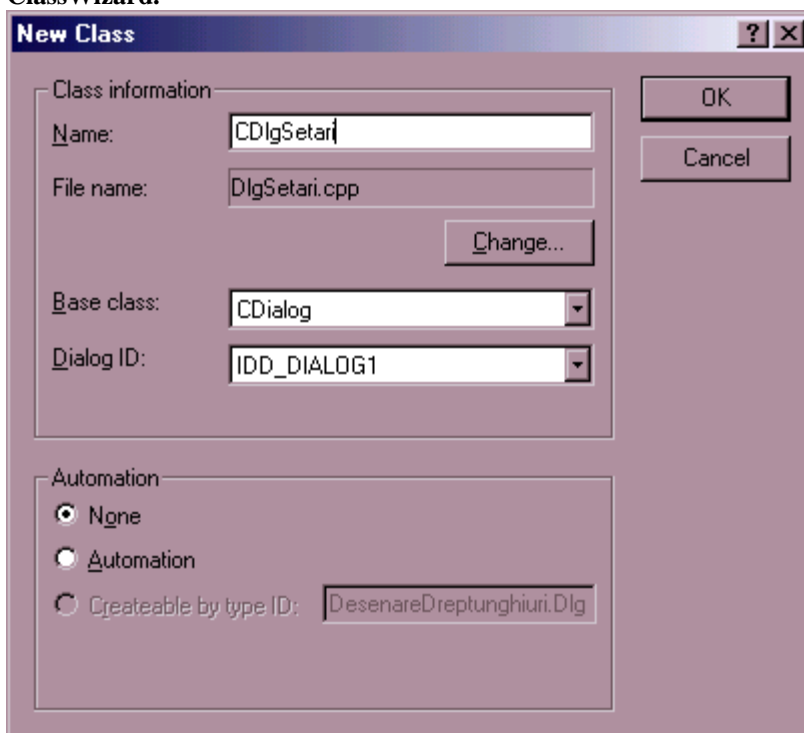 ClassWizard.
New Class
Class information
Name:
CDlgSetari
File name:
DlgSetari.cpp
Change...
Base class:
CDialog
Dialog ID:
IDD_DIALOG1
OK
Cancel
Automation
None
Automation
Createable by type ID:
DesenareDreptunghiuri.Dlg